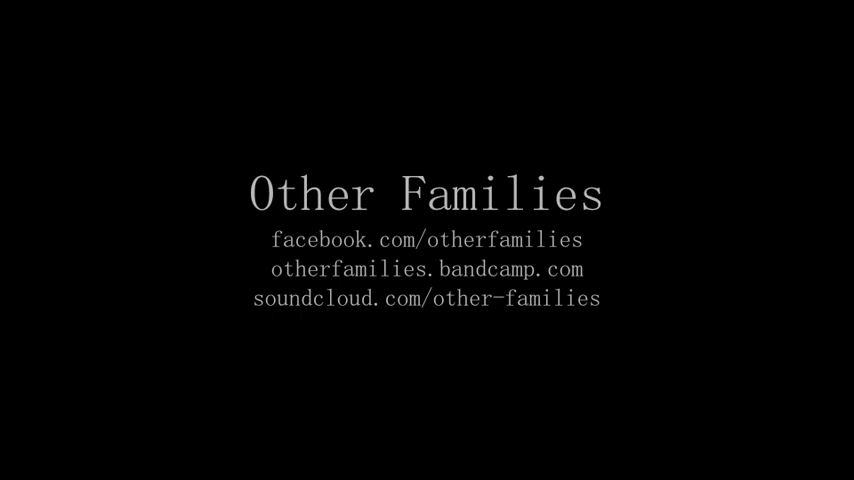 Other Families
facebook.com/otherfamilies
otherfamilies.bandcamp.com
soundcloud.com/other-families